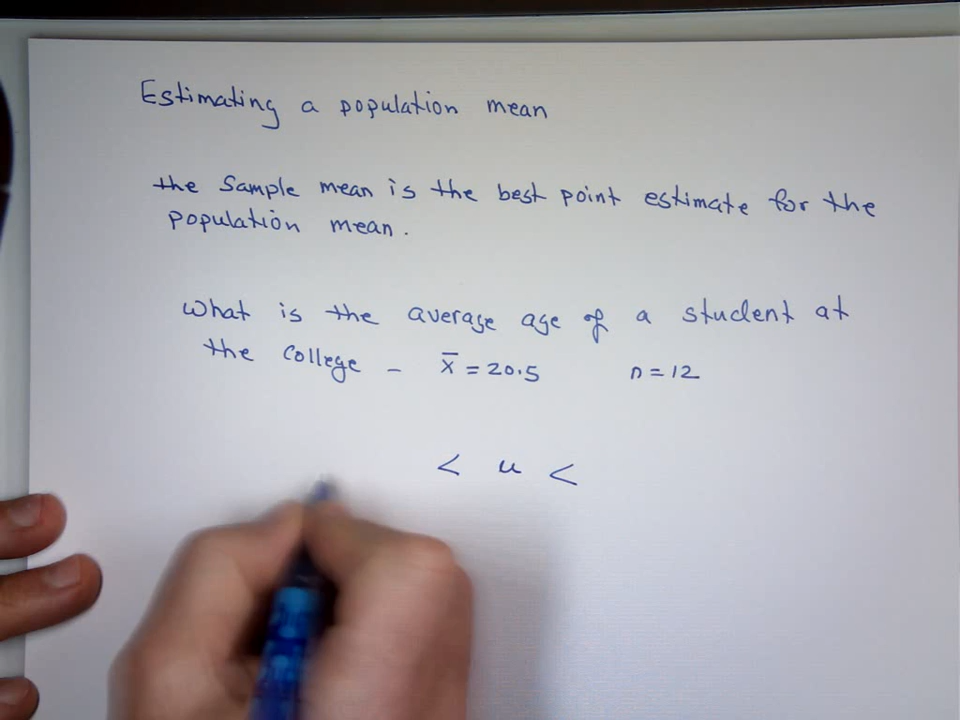 Estimating a population mean
the Sample mean is the best point estimate for the
population mean.
What is the average age of a student at
the college - x̄ = 20.5 n = 12
< u <